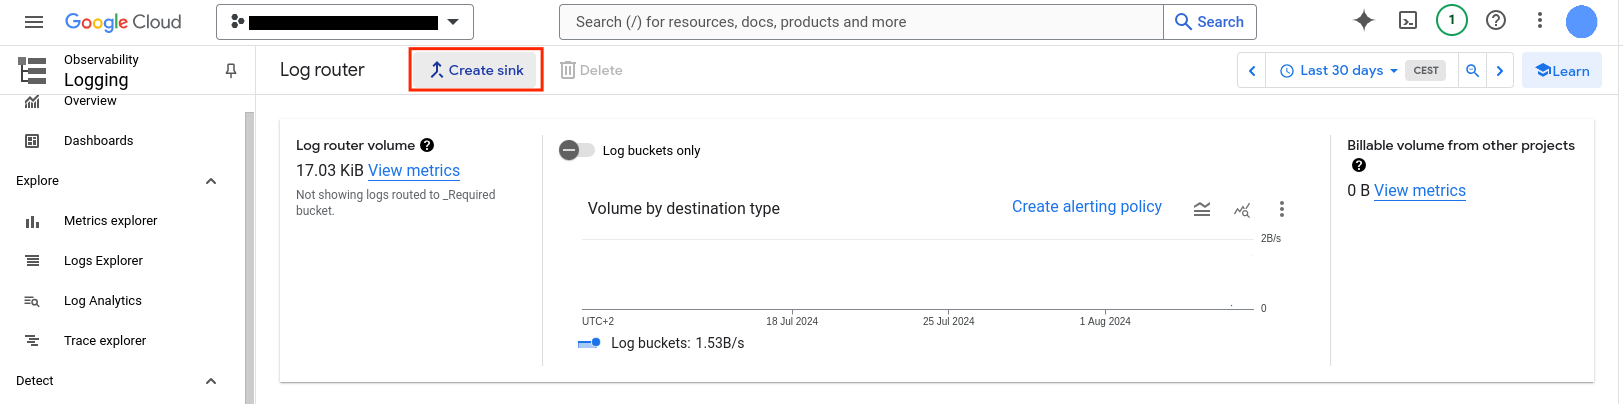 Google Cloud
Search (/) for resources, docs, products and more
Search
1
Observability
Logging
Log router
Create sink
Delete
Last 30 days
CEST
Learn
Overview
Dashboards
Explore
Metrics explorer
Logs Explorer
Log Analytics
Trace explorer
Detect
Log router volume
17.03 KiB View metrics
Not showing logs routed to _Required
bucket.
Log buckets only
Volume by destination type
Create alerting policy
2B/s
0
UTC+2
18 Jul 2024
25 Jul 2024
1 Aug 2024
Log buckets: 1.53B/s
Billable volume from other projects
0 B View metrics